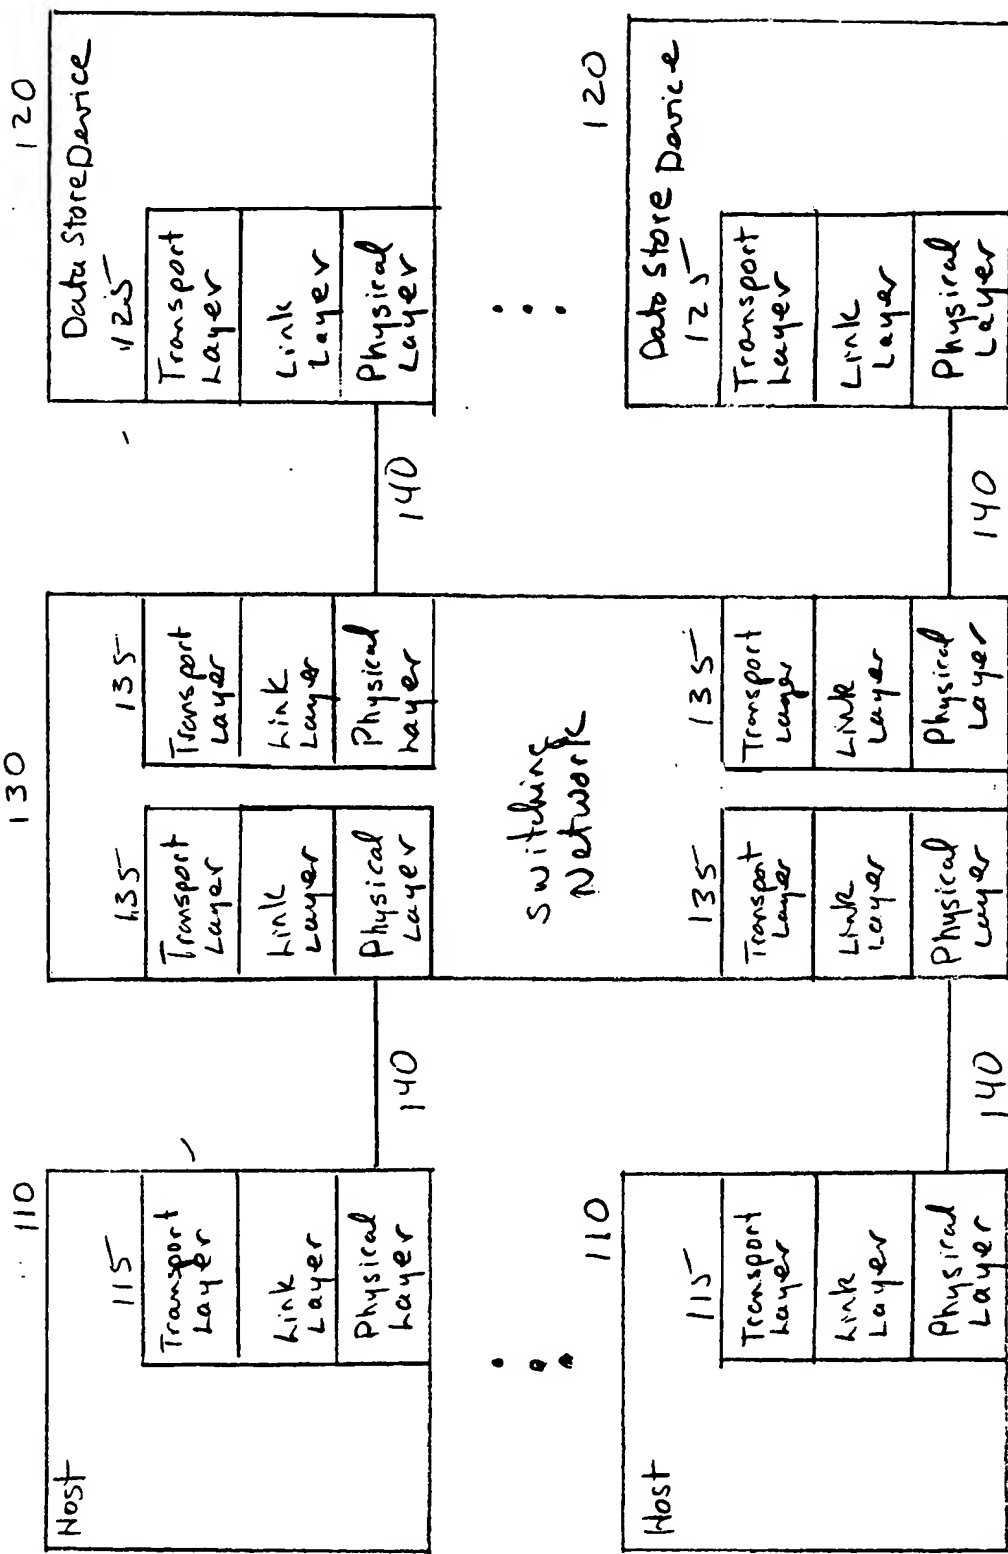 110
Host
115
Transport
Layer
Link
Layer
Physical
Layer
140
130
135
Transport
Layer
Link
Layer
Physical
Layer
135
Transport
Layer
Link
Layer
Physical
Layer
Switching
Network
140
120
Data Store Device
125
Transport
Layer
Link
Layer
Physical
Layer
110
Host
115
Transport
Layer
Link
Layer
Physical
Layer
140
135
Transport
Layer
Link
Layer
Physical
Layer
135
Transport
Layer
Link
Layer
Physical
Layer
140
120
Data Store Device
125
Transport
Layer
Link
Layer
Physical
Layer